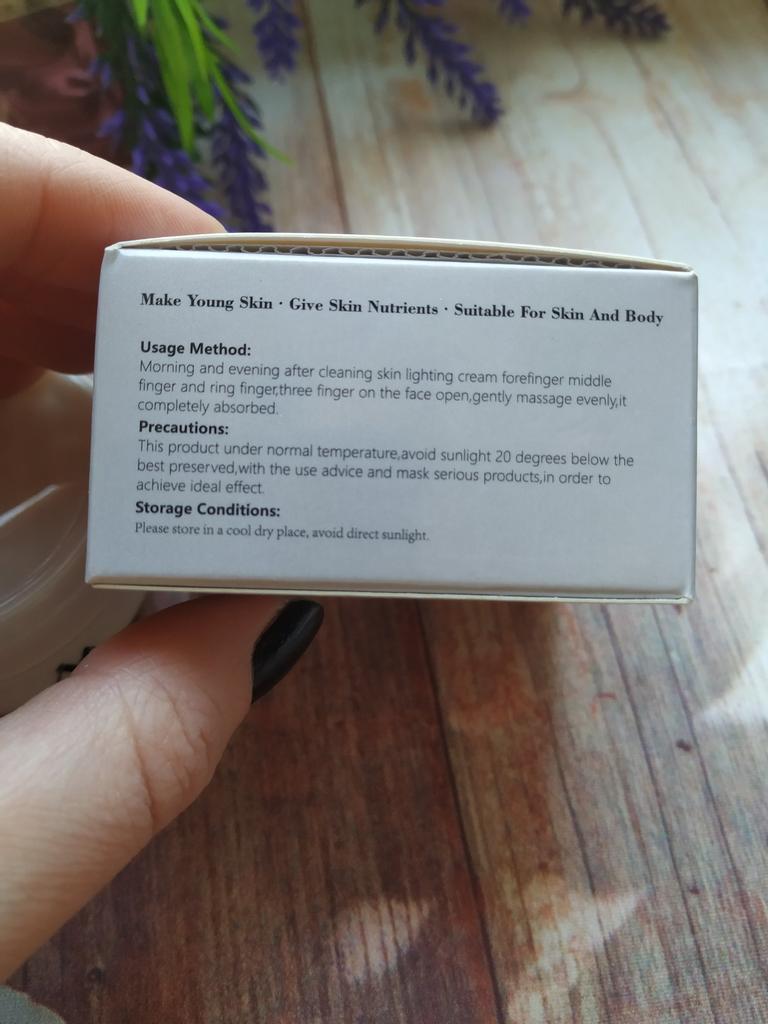 Make Young Skin · Give Skin Nutrients · Suitable For Skin And Body
Usage Method:
Morning and evening after cleaning skin lighting cream forefinger middle
finger and ring finger,three finger on the face open,gently massage evenly,it
completely absorbed.
Precautions:
This product under normal temperature,avoid sunlight 20 degrees below the
best preserved,with the use advice and mask serious products,in order to
achieve ideal effect.
Storage Conditions:
Please store in a cool dry place, avoid direct sunlight.